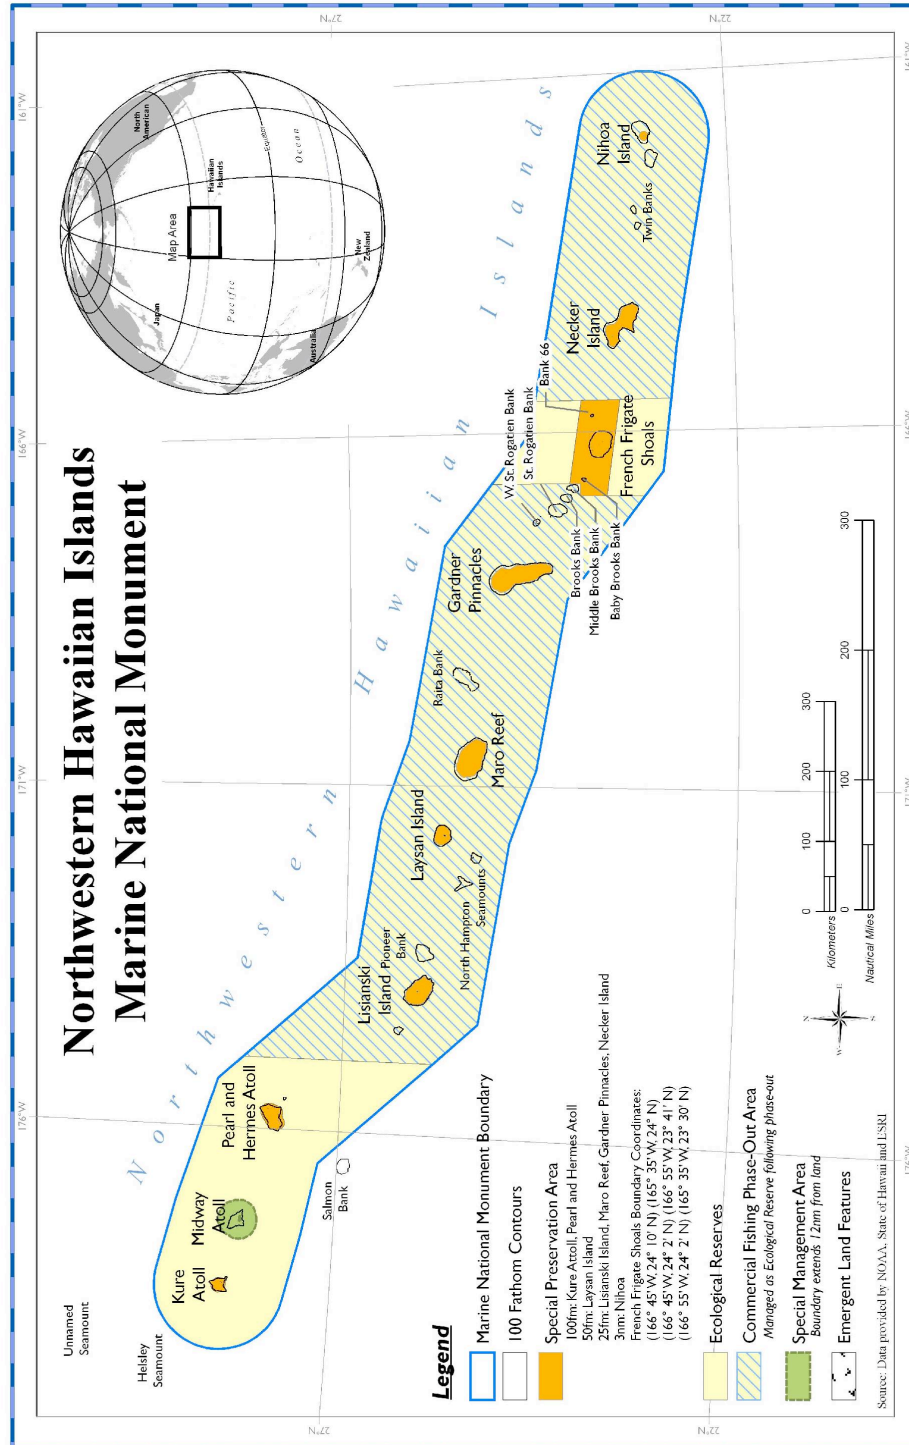 Northwestern Hawaiian Islands
Marine National Monument
161°W
166°W
171°W
176°W
27°N
22°N
161°W
166°W
171°W
176°W
27°N
22°N
North
American
Japan
Map Area
Hawaiian
Islands
Equator
Pacific
Ocean
Australia
New
Zealand
Northwestern Hawaiian Islands
Unnamed
Seamount
Helsley
Seamount
Kure
Atoll
Midway
Atoll
Pearl and
Hermes Atoll
Salmon
Bank
Lisianski
Island
Pioneer
Bank
North Hampton
Seamounts
Laysan Island
Maro Reef
Raita Bank
Gardner
Pinnacles
W. St. Rogatien Bank
St. Rogatien Bank
Bank 66
Brooks Bank
Middle Brooks Bank
Baby Brooks Bank
French Frigate
Shoals
Necker
Island
Twin Banks
Nihoa
Island
Legend
Marine National Monument Boundary
100 Fathom Contours
Special Preservation Area
100fm: Kure Attoll, Pearl and Hermes Atoll
50fm: Laysan Island
25fm: Lisianski Island, Maro Reef, Gardner Pinnacles, Necker Island
3nm: Nihoa
French Frigate Shoals Boundary Coordinates:
(166° 45' W, 24° 10' N) (165° 35' W, 24° N)
(166° 45' W, 24° 2' N) (166° 55' W, 23° 41' N)
(166° 55' W, 24° 2' N) (165° 35' W, 23° 30' N)
Ecological Reserves
Commercial Fishing Phase-Out Area
Managed as Ecological Reserve following phase-out
Special Management Area
Boundary extends 12nm from land
Emergent Land Features
N
W
E
S
0 100 200 300
Kilometers
0 100 200 300
Nautical Miles
Source: Data provided by NOAA, State of Hawaii and ESRI